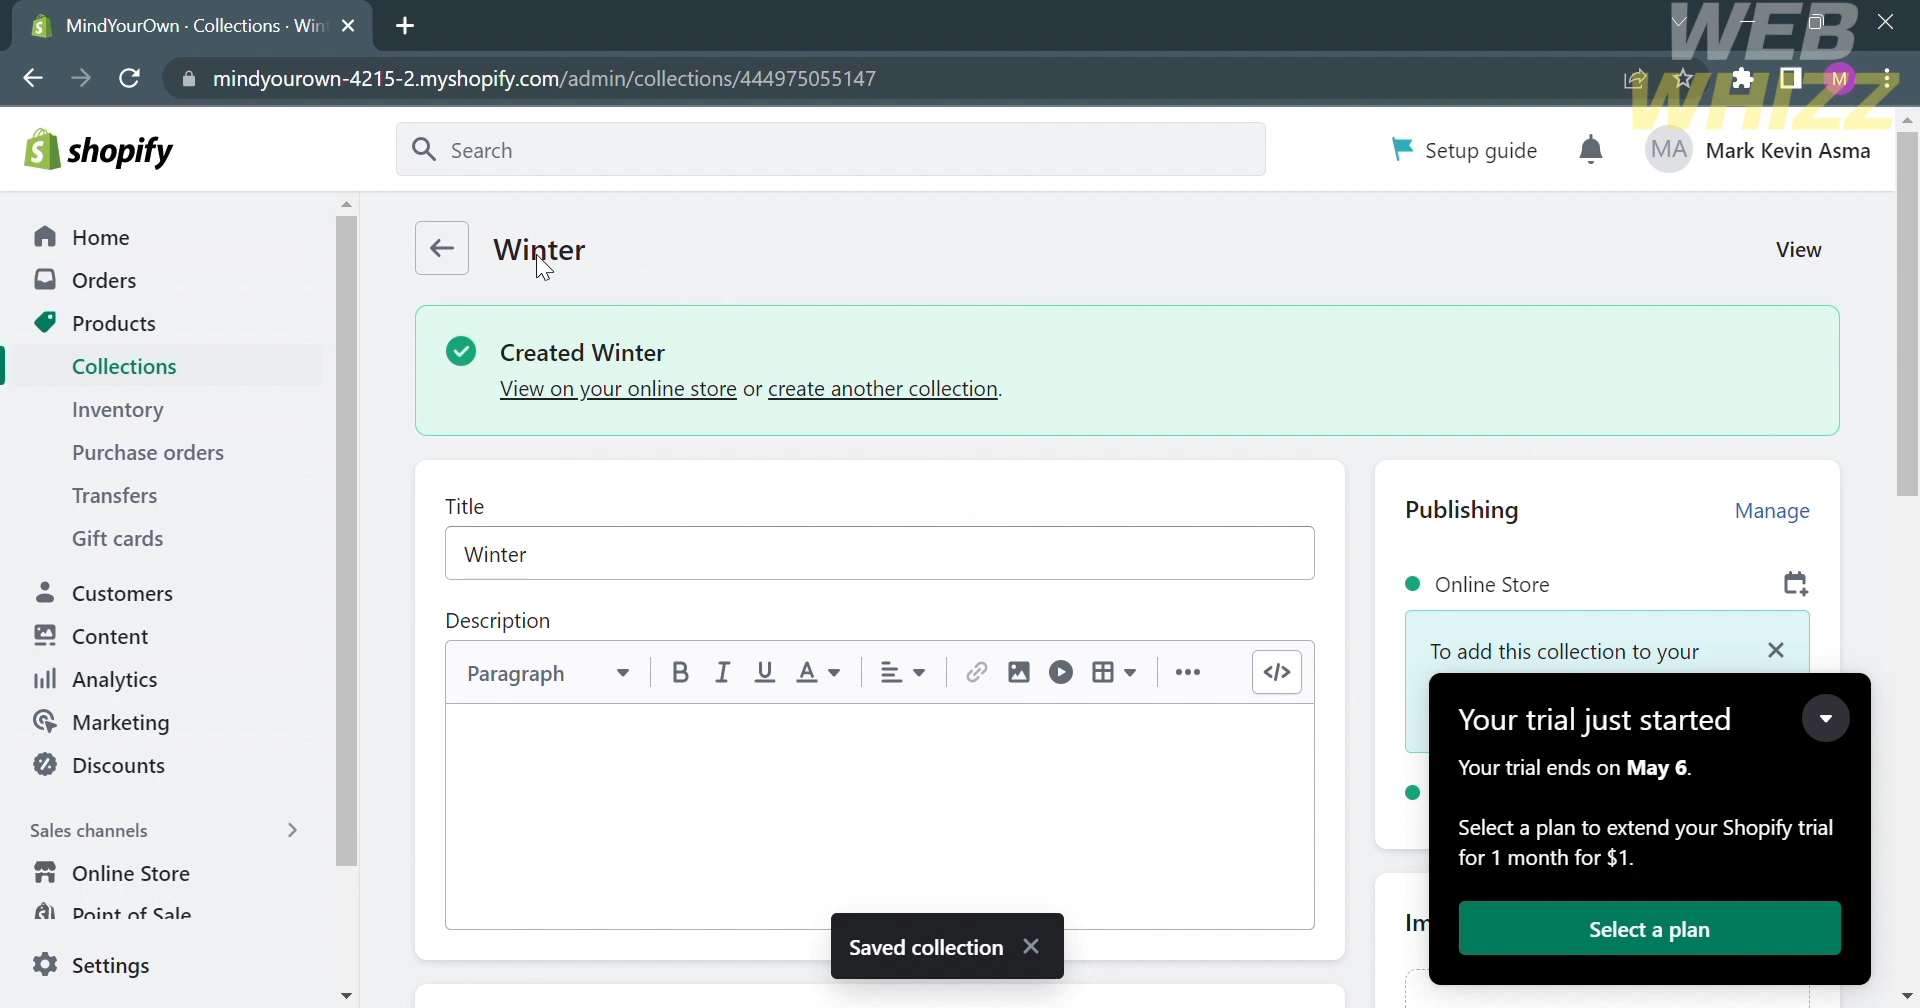 MindYourOwn · Collections · Win
mindyourown-4215-2.myshopify.com/admin/collections/444975055147
M
WEB
WHIZZ
shopify
Search
Setup guide
MA
Mark Kevin Asma
Home
Orders
Products
Collections
Inventory
Purchase orders
Transfers
Gift cards
Customers
Content
Analytics
Marketing
Discounts
Sales channels
Online Store
Point of Sale
Settings
Winter
View
Created Winter
View on your online store or create another collection.
Title
Winter
Description
Paragraph
B I U A
</>
Saved collection
Publishing
Manage
Online Store
To add this collection to your
Your trial just started
Your trial ends on May 6.
Select a plan to extend your Shopify trial
for 1 month for $1.
Select a plan